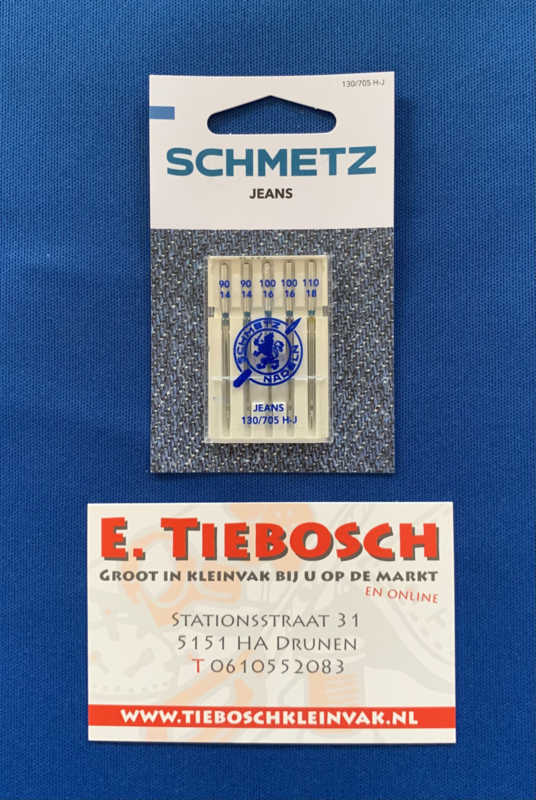 130/705 H-J
SCHMETZ
JEANS
90 90 100 100 110
14 14 16 16 18
SCHMETZ
NADELN
JEANS
130/705 H-J
E. TIEBOSCH
GROOT IN KLEINVAK BIJ U OP DE MARKT
EN ONLINE
STATIONSSTRAAT 31
5151 HA DRUNEN
T 0610552083
WWW.TIEBOSCHKLEINVAK.NL